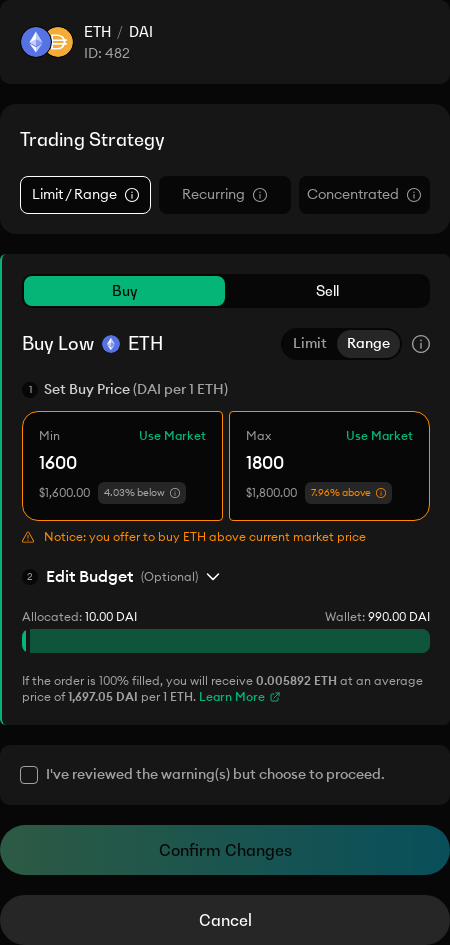 ETH / DAI
ID: 482
Trading Strategy
Limit / Range
Recurring
Concentrated
Buy
Sell
Buy Low ETH
Limit
Range
1 Set Buy Price (DAI per 1 ETH)
Min Use Market
1600
$1,600.00 4.03% below
Max Use Market
1800
$1,800.00 7.96% above
Notice: you offer to buy ETH above current market price
2 Edit Budget (Optional)
Allocated: 10.00 DAI
Wallet: 990.00 DAI
If the order is 100% filled, you will receive 0.005892 ETH at an average
price of 1,697.05 DAI per 1 ETH. Learn More
I've reviewed the warning(s) but choose to proceed.
Confirm Changes
Cancel